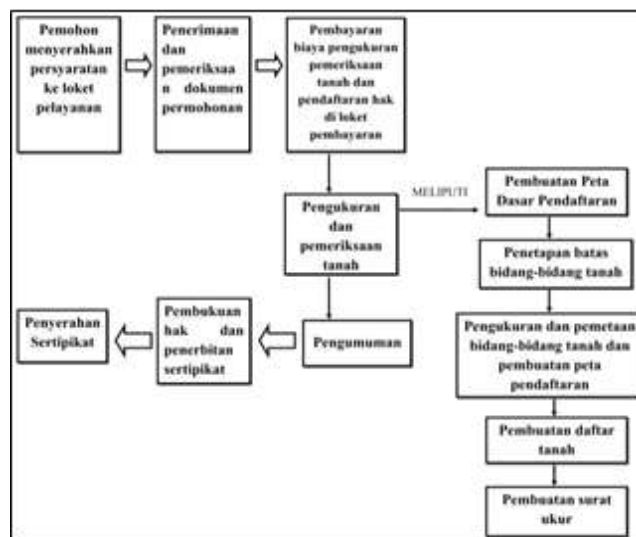 Pemohon
menyerahkan
persyaratan
ke loket
pelayanan
Penerimaan
dan
pemeriksaa
n dokumen
permohonan
Pembayaran
biaya pengukuran
pemeriksaan
tanah dan
pendaftaran hak
di loket
pembayaran
Pengukuran
dan
pemeriksaan
tanah
MELIPUTI
Pembuatan Peta
Dasar Pendaftaran
Penetapan batas
bidang-bidang tanah
Pengukuran dan pemetaan
bidang-bidang tanah dan
pembuatan peta
pendaftaran
Pembuatan daftar
tanah
Pembuatan surat
ukur
Pengumuman
Pembukuan
hak dan
penerbitan
sertipikat
Penyerahan
Sertipikat